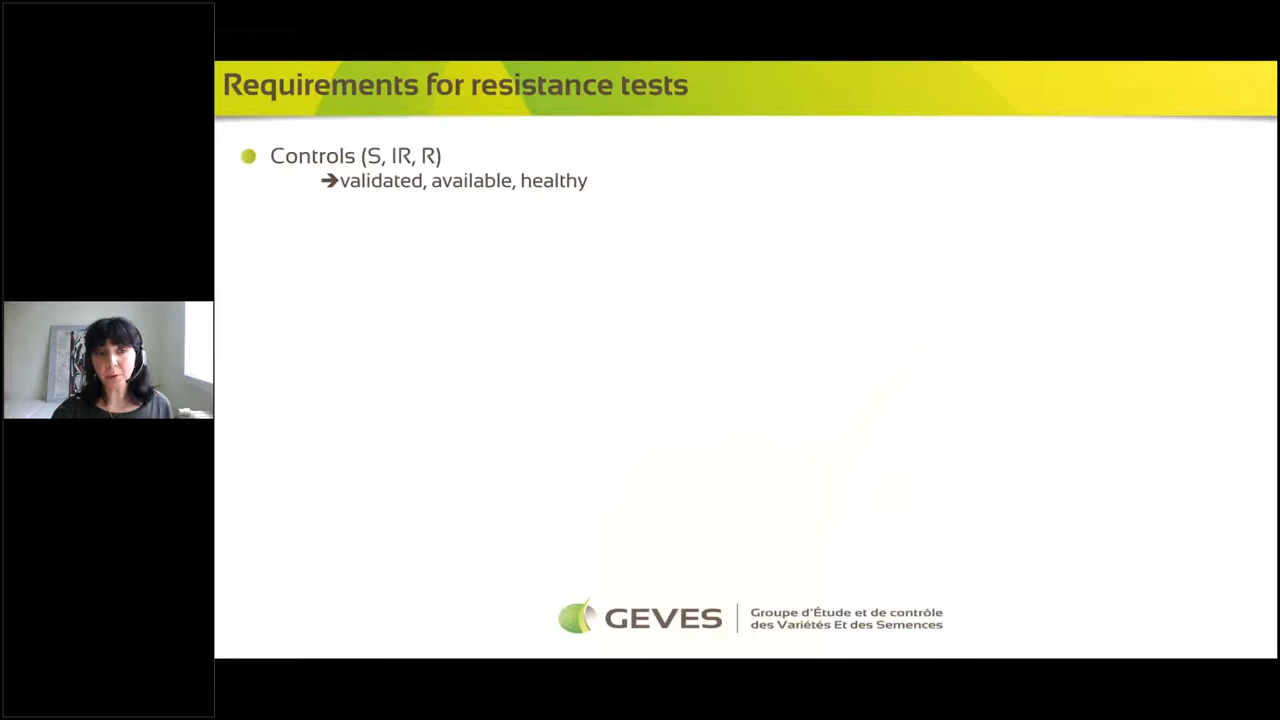 Requirements for resistance tests
Controls (S, IR, R)
➔validated, available, healthy
GEVES
Groupe d'Étude et de contrôle
des Variétés Et des Semences